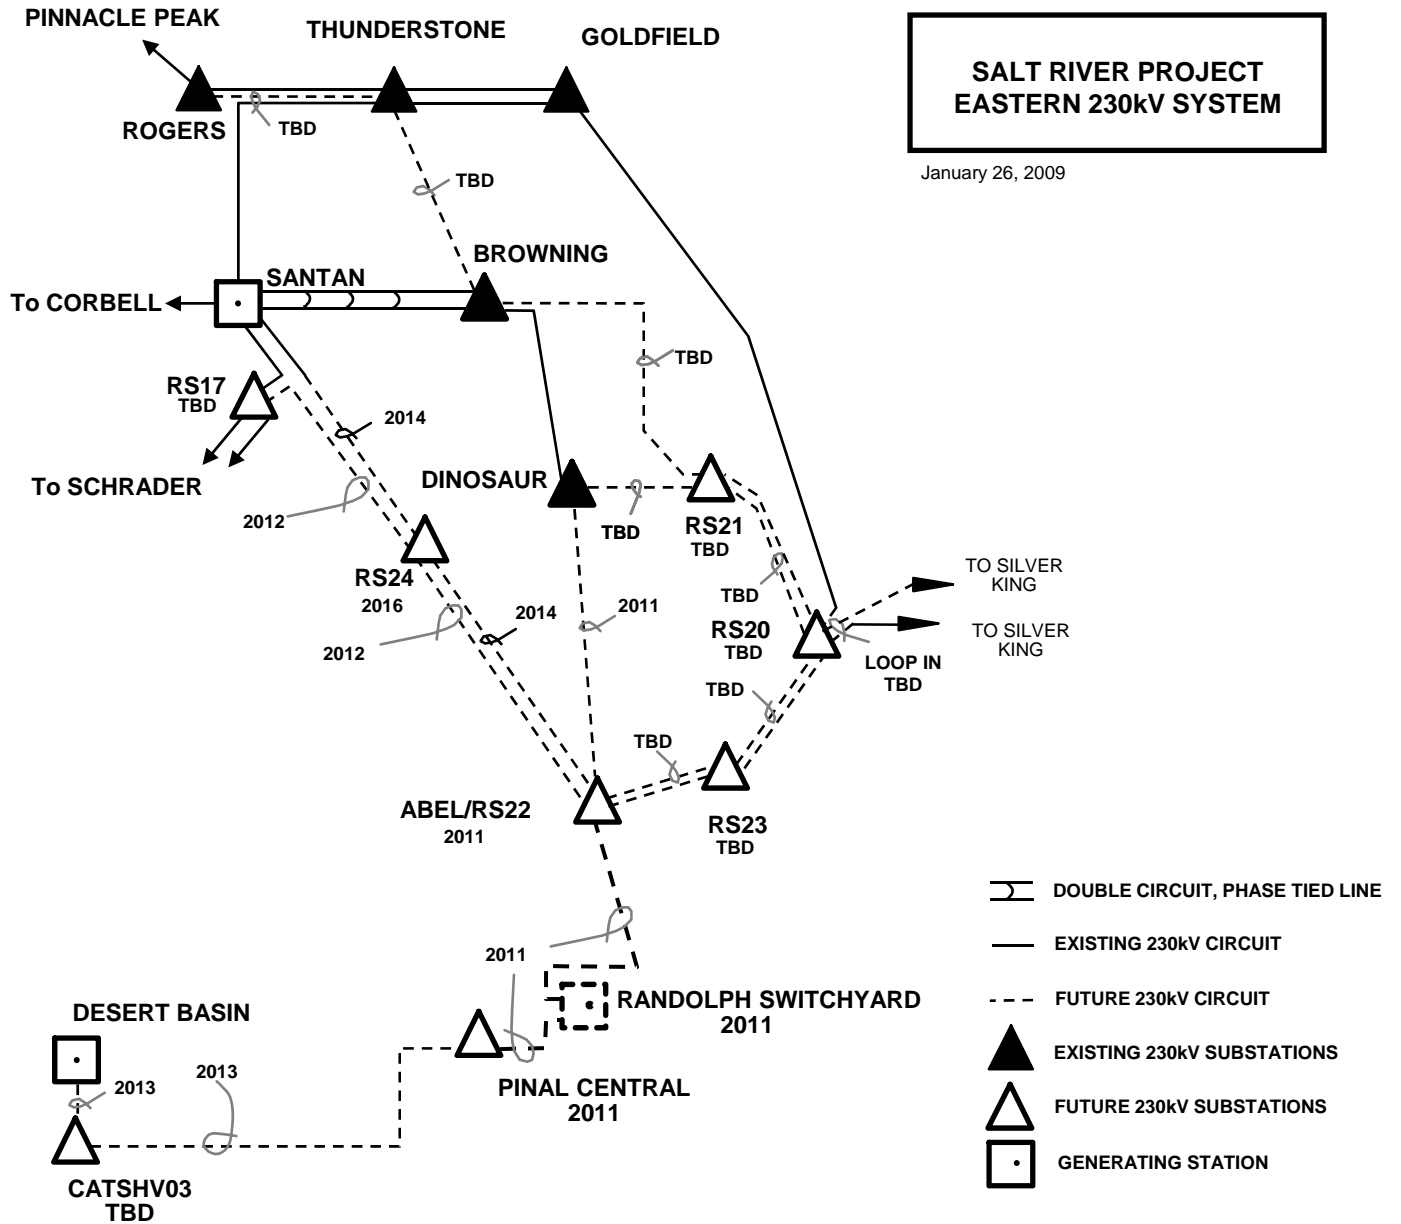 PINNACLE PEAK
THUNDERSTONE
GOLDFIELD
SALT RIVER PROJECT
EASTERN 230kV SYSTEM
ROGERS
TBD
January 26, 2009
TBD
BROWNING
SANTAN
To CORBELL
TBD
RS17
TBD
2014
To SCHRADER
DINOSAUR
2012
TBD
RS21
TBD
RS24
2016
TO SILVER
KING
TBD
2014
2011
RS20
TBD
TO SILVER
KING
2012
LOOP IN
TBD
TBD
TBD
ABEL/RS22
2011
RS23
TBD
DOUBLE CIRCUIT, PHASE TIED LINE
EXISTING 230kV CIRCUIT
2011
FUTURE 230kV CIRCUIT
RANDOLPH SWITCHYARD
2011
DESERT BASIN
EXISTING 230kV SUBSTATIONS
2013
2013
PINAL CENTRAL
2011
FUTURE 230kV SUBSTATIONS
GENERATING STATION
CATSHV03
TBD